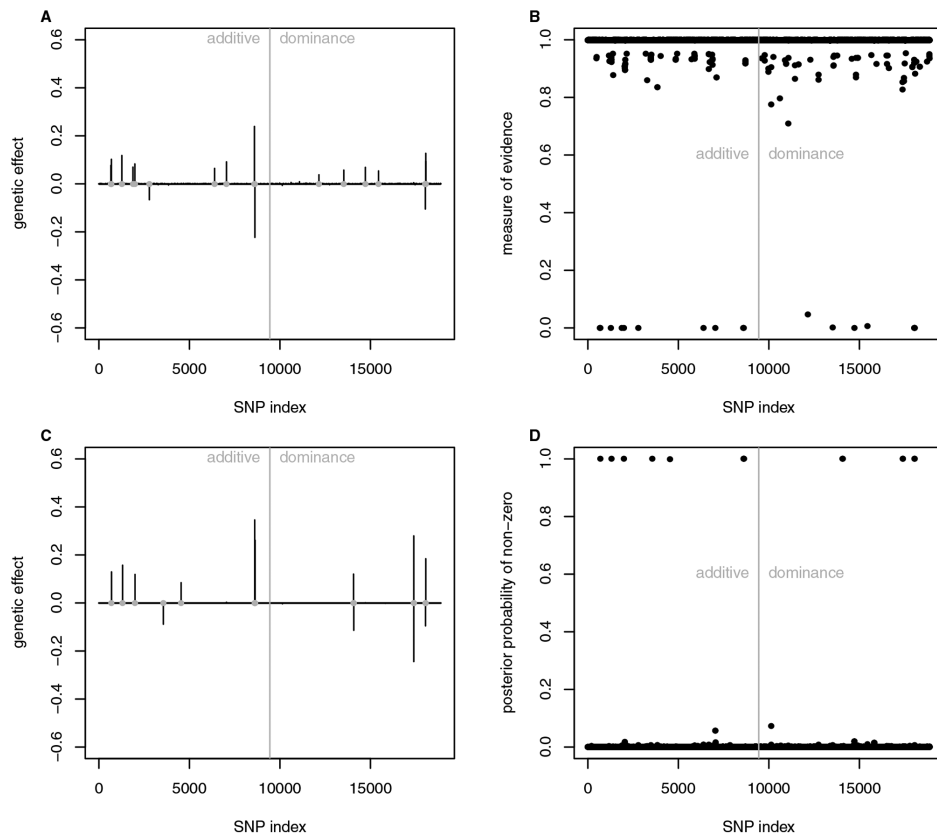 A
additive dominance
0.6
0.4
0.2
0.0
−0.2
−0.4
−0.6
genetic effect
0 5000 10000 15000
SNP index
B
additive dominance
1.0
0.8
0.6
0.4
0.2
0.0
measure of evidence
0 5000 10000 15000
SNP index
C
additive dominance
0.6
0.4
0.2
0.0
−0.2
−0.4
−0.6
genetic effect
0 5000 10000 15000
SNP index
D
additive dominance
1.0
0.8
0.6
0.4
0.2
0.0
posterior probability of non−zero
0 5000 10000 15000
SNP index